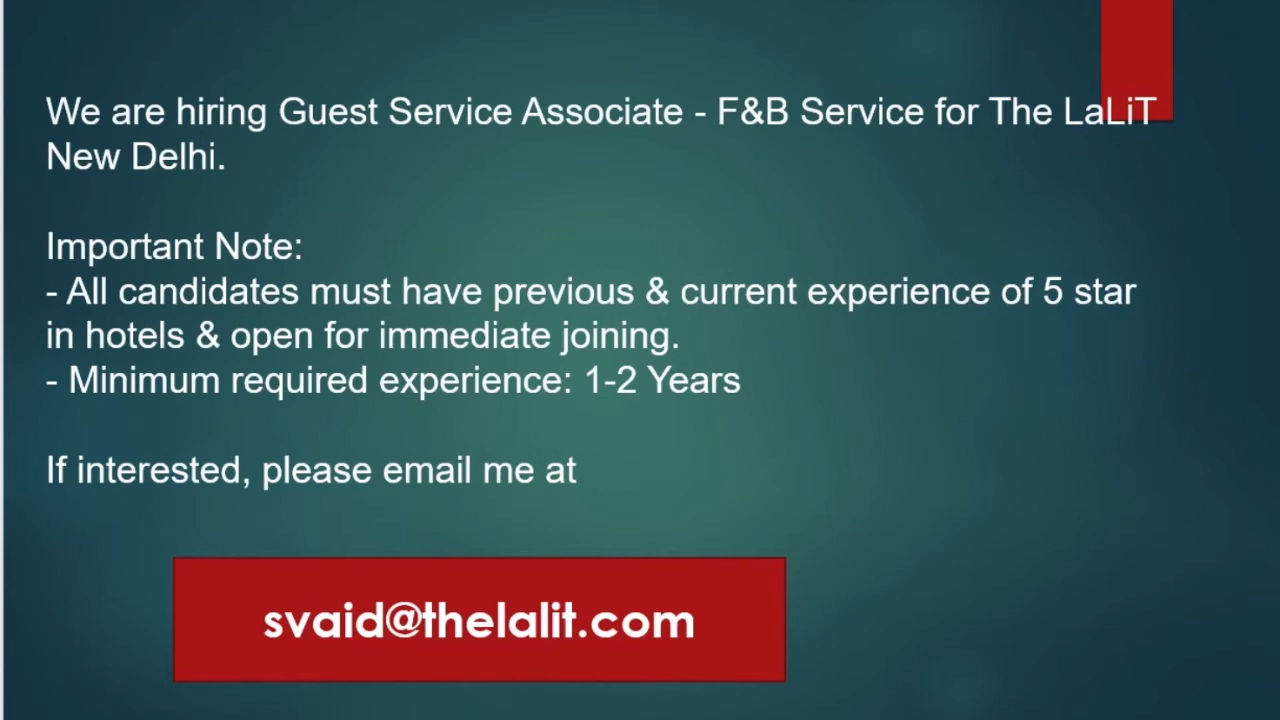 We are hiring Guest Service Associate - F&B Service for The LaLiT
New Delhi.
Important Note:
- All candidates must have previous & current experience of 5 star
in hotels & open for immediate joining.
- Minimum required experience: 1-2 Years
If interested, please email me at
svaid@thelalit.com